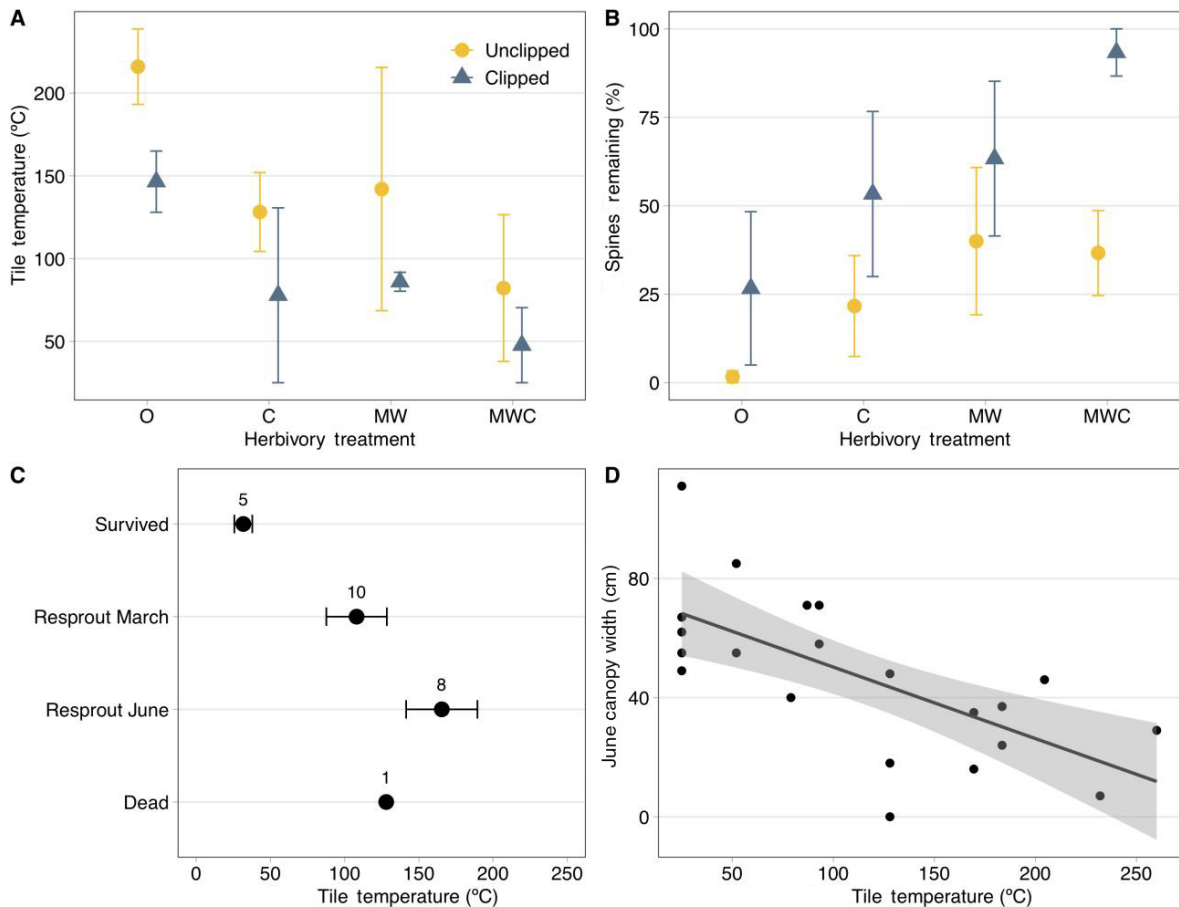 A
Tile temperature (ºC)
200
150
100
50
Unclipped
Clipped
O C MW MWC
Herbivory treatment
B
Spines remaining (%)
100
75
50
25
0
O C MW MWC
Herbivory treatment
C
Survived
Resprout March
Resprout June
Dead
5
10
8
1
0 50 100 150 200 250
Tile temperature (ºC)
D
June canopy width (cm)
80
40
0
50 100 150 200 250
Tile temperature (ºC)